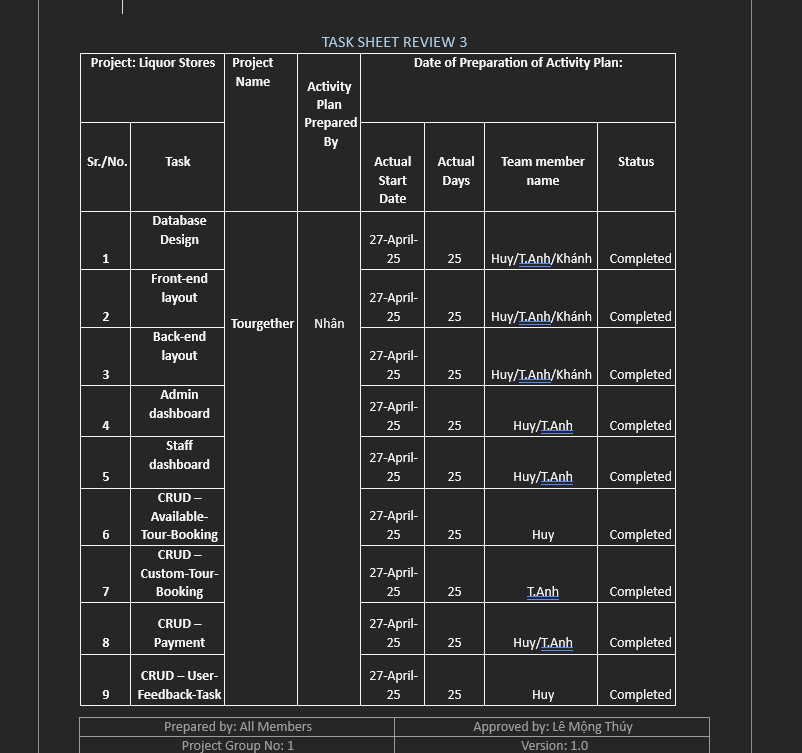 TASK SHEET REVIEW 3
Project: Liquor Stores
Project
Name
Activity
Plan
Prepared
By
Date of Preparation of Activity Plan:
Sr./No.
Task
Actual
Start
Date
Actual
Days
Team member
name
Status
1
Database
Design
Tourgether
Nhân
27-April-
25
25
Huy/T.Anh/Khánh
Completed
2
Front-end
layout
27-April-
25
25
Huy/T.Anh/Khánh
Completed
3
Back-end
layout
27-April-
25
25
Huy/T.Anh/Khánh
Completed
4
Admin
dashboard
27-April-
25
25
Huy/T.Anh
Completed
5
Staff
dashboard
27-April-
25
25
Huy/T.Anh
Completed
6
CRUD –
Available-
Tour-Booking
27-April-
25
25
Huy
Completed
7
CRUD –
Custom-Tour-
Booking
27-April-
25
25
T.Anh
Completed
8
CRUD –
Payment
27-April-
25
25
Huy/T.Anh
Completed
9
CRUD – User-
Feedback-Task
27-April-
25
25
Huy
Completed
Prepared by: All Members
Approved by: Lê Mộng Thúy
Project Group No: 1
Version: 1.0